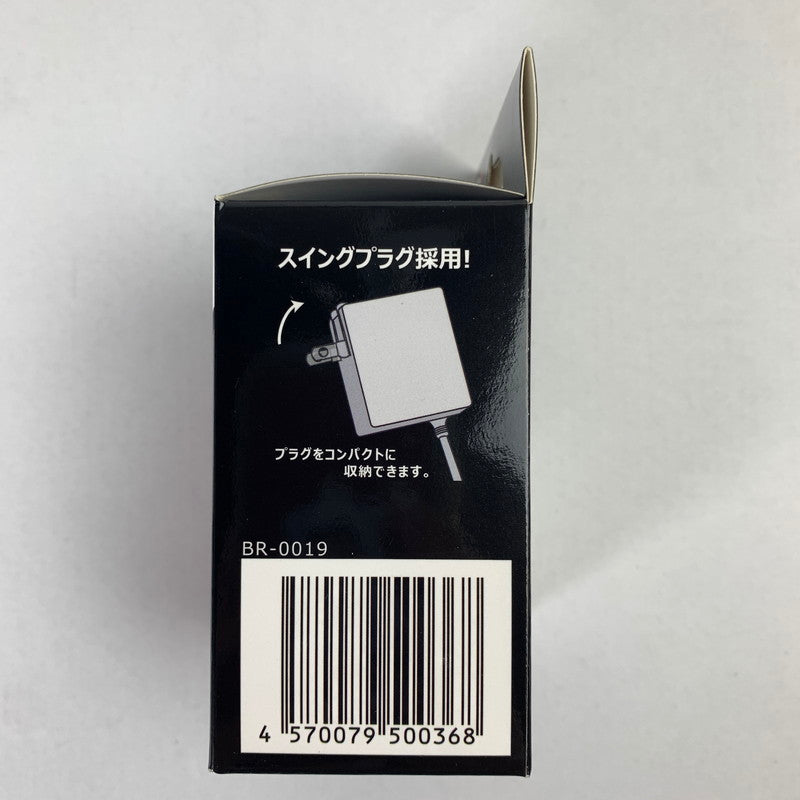 スイングプラグ採用!
プラグをコンパクトに
収納できます。
BR-0019
4 570079 500368